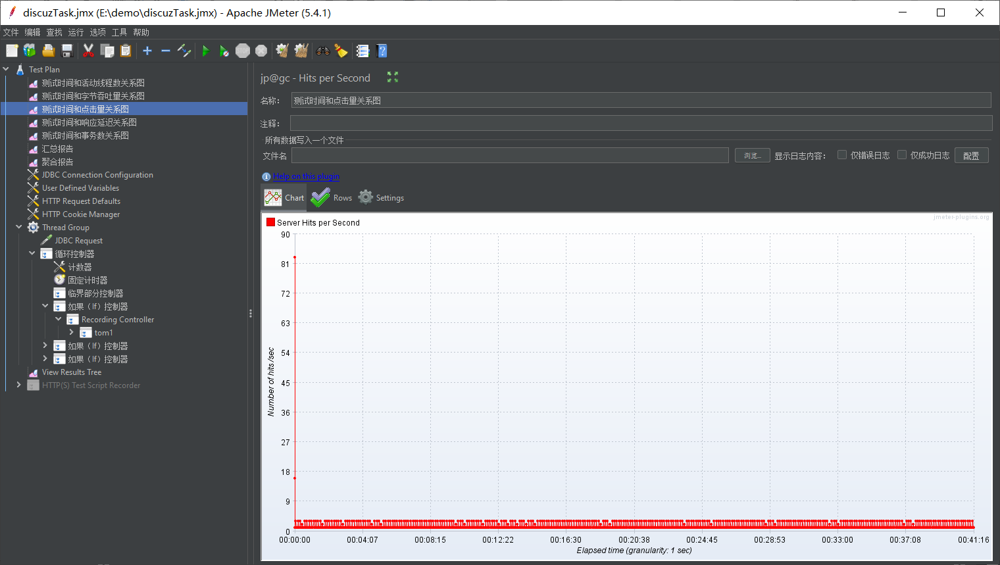 discuzTask.jmx (E:\demo\discuzTask.jmx) - Apache JMeter (5.4.1)
文件 编辑 查找 运行 选项 工具 帮助
STOP
Test Plan
测试时间和活动线程数关系图
测试时间和字节吞吐量关系图
测试时间和点击量关系图
测试时间和响应延迟关系图
测试时间和事务数关系图
汇总报告
聚合报告
JDBC Connection Configuration
User Defined Variables
HTTP Request Defaults
HTTP Cookie Manager
Thread Group
JDBC Request
循环控制器
计数器
固定计时器
临界部分控制器
如果（If）控制器
Recording Controller
tom1
如果（If）控制器
如果（If）控制器
View Results Tree
HTTP(S) Test Script Recorder
jp@gc - Hits per Second
名称： 测试时间和点击量关系图
注释：
所有数据写入一个文件
文件名 浏览... 显示日志内容： 仅错误日志 仅成功日志 配置
Help on this plugin
Chart Rows Settings
jmeter-plugins.org
Server Hits per Second
90
81
72
63
54
45
36
27
18
9
0
Number of hits /sec
00:00:00 00:04:07 00:08:15 00:12:22 00:16:30 00:20:38 00:24:45 00:28:53 00:33:00 00:37:08 00:41:16
Elapsed time (granularity: 1 sec)